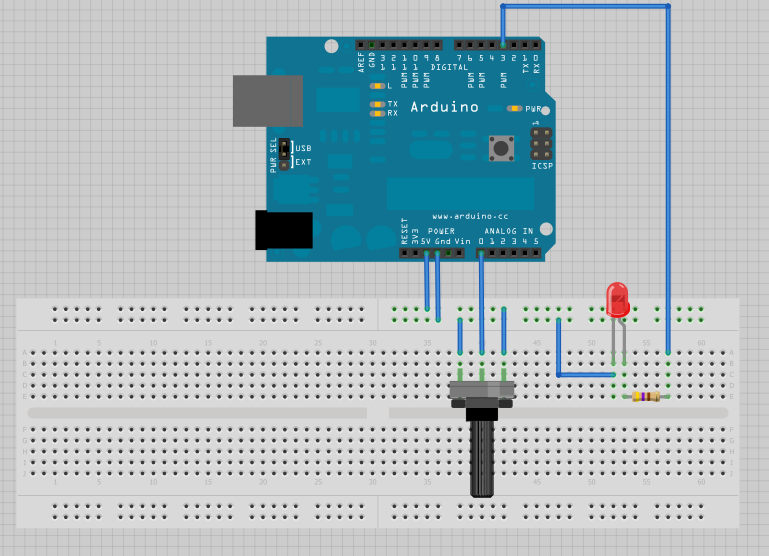 AREF
GND
13
12
11
10
9
8
7
6
5
4
3
2
TX 1
RX 0
PWM PWM PWM PWM PWM PWM
DIGITAL
L
TX
RX
Arduino
PWR
1
PWR SEL
USB
EXT
ICSP
www.arduino.cc
POWER ANALOG IN
RESET 3V3 5V Gnd Vin 0 1 2 3 4 5
1 5 10 15 20 25 30 35 45 50 55 60
A A
B B
C C
D D
E E
F F
G G
H H
I I
J J
1 5 10 15 20 25 30 35 45 50 55 60